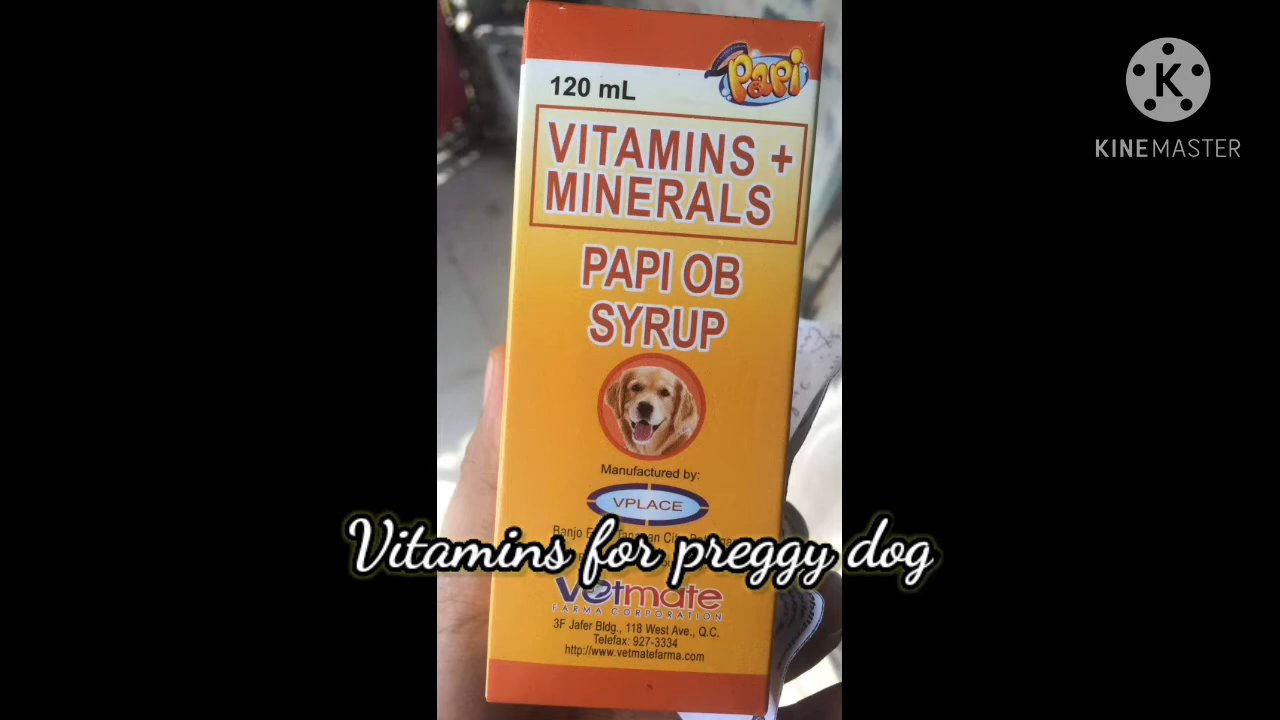 Papi
120 mL
VITAMINS +
MINERALS
PAPI OB
SYRUP
Manufactured by:
VPLACE
Banjo
Vitamins for preggy dog
Vetmate
FARMA CORPORATION
3F Jafer Bldg., 118 West Ave., Q.C.
Telefax: 927-3334
http://www.vetmatefarma.com
K
KINEMASTER